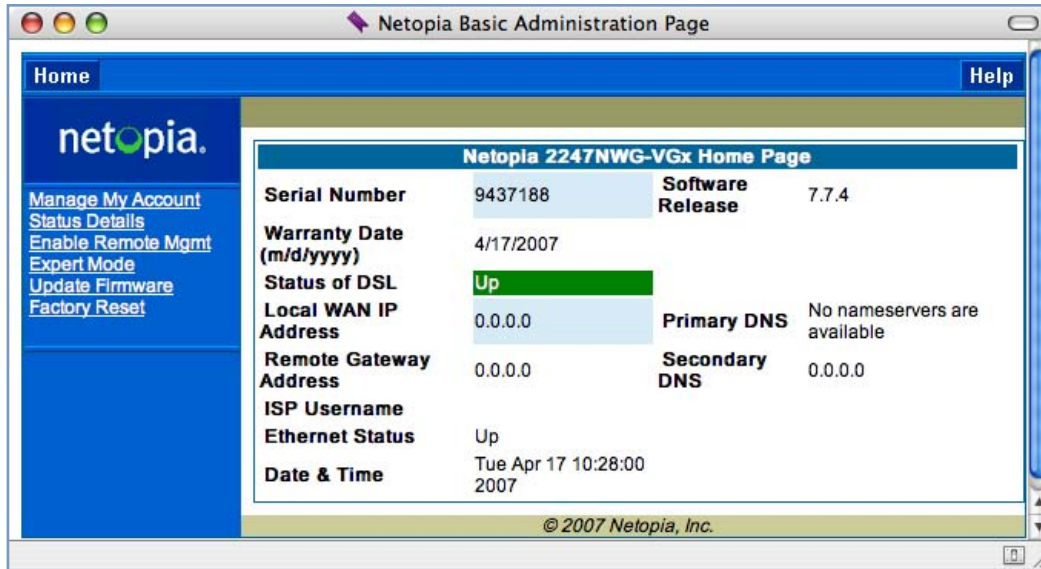 Netopia Basic Administration Page
Home
Help
netopia.
Manage My Account
Status Details
Enable Remote Mgmt
Expert Mode
Update Firmware
Factory Reset
Netopia 2247NWG-VGx Home Page
Serial Number 9437188 Software Release 7.7.4
Warranty Date (m/d/yyyy) 4/17/2007
Status of DSL Up
Local WAN IP Address 0.0.0.0 Primary DNS No nameservers are available
Remote Gateway Address 0.0.0.0 Secondary DNS 0.0.0.0
ISP Username
Ethernet Status Up
Date & Time Tue Apr 17 10:28:00 2007
© 2007 Netopia, Inc.